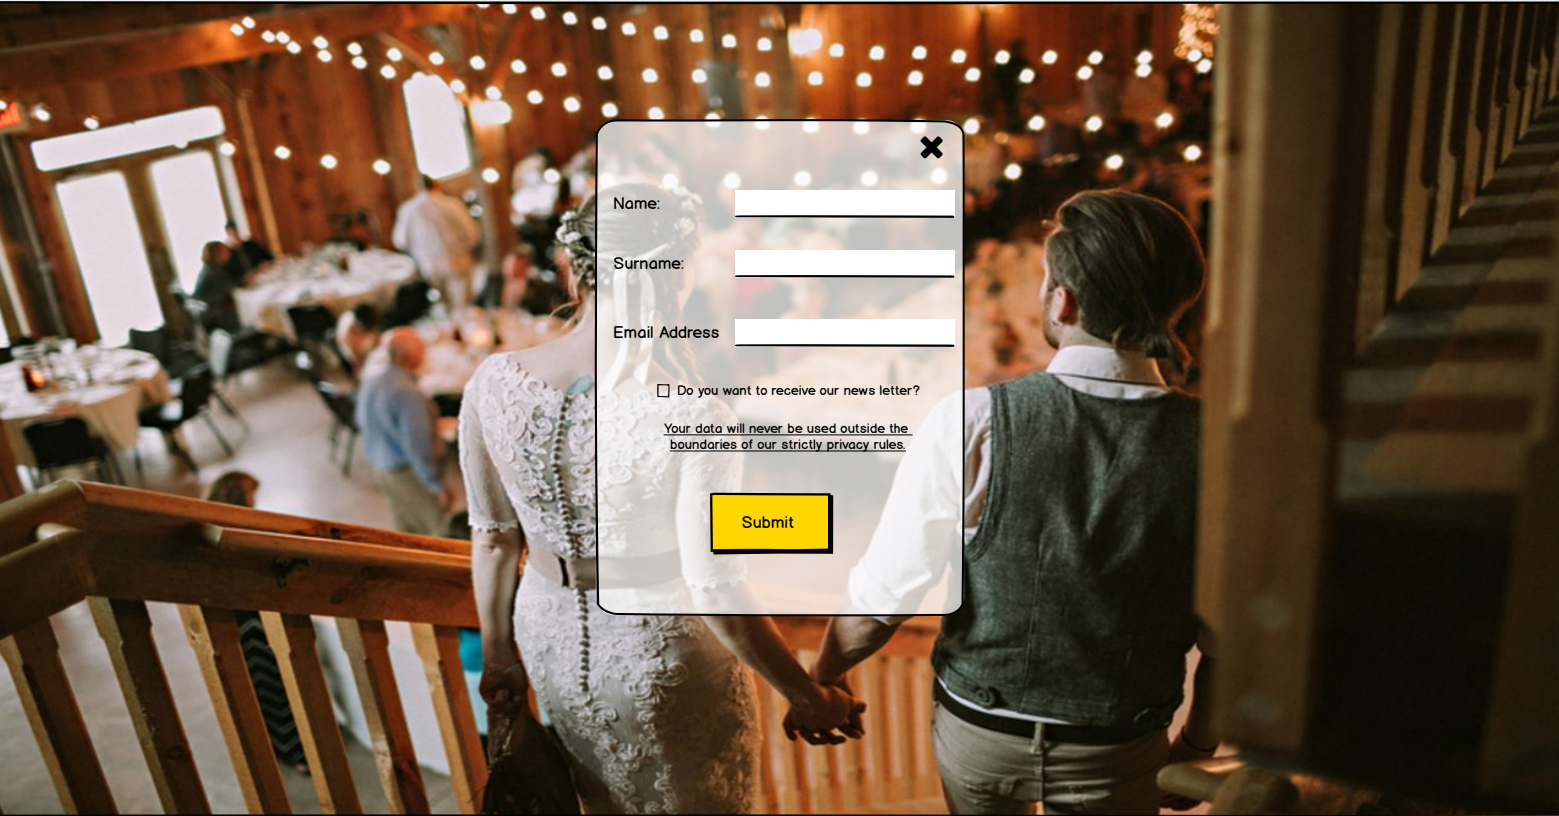 Name:
Surname:
Email Address
Do you want to receive our news letter?
Your data will never be used outside the
boundaries of our strictly privacy rules.
Submit